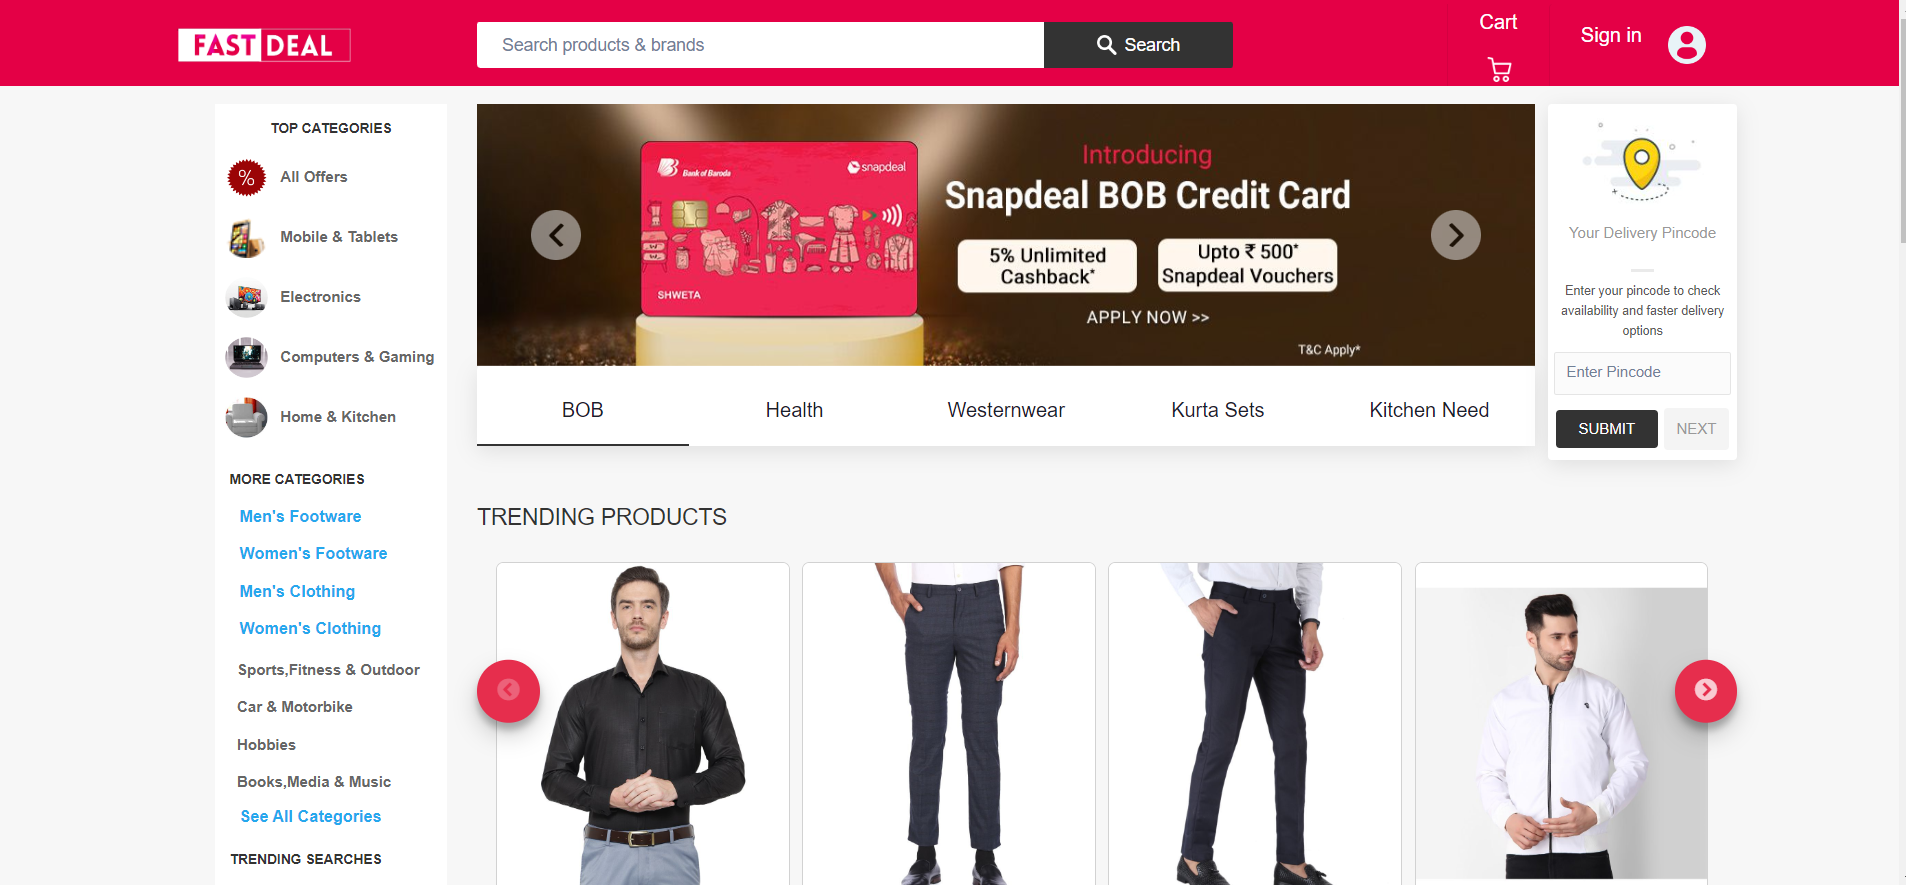 FAST DEAL
Search products & brands
Search
Cart
Sign in
TOP CATEGORIES
% All Offers
Mobile & Tablets
Electronics
Computers & Gaming
Home & Kitchen
MORE CATEGORIES
Men's Footware
Women's Footware
Men's Clothing
Women's Clothing
Sports,Fitness & Outdoor
Car & Motorbike
Hobbies
Books,Media & Music
See All Categories
TRENDING SEARCHES
Bank of Baroda
snapdeal
SHWETA
Introducing
Snapdeal BOB Credit Card
5% Unlimited
Cashback*
Upto ₹ 500*
Snapdeal Vouchers
APPLY NOW >>
T&C Apply*
BOB
Health
Westernwear
Kurta Sets
Kitchen Need
Your Delivery Pincode
Enter your pincode to check
availability and faster delivery
options
Enter Pincode
SUBMIT
NEXT
TRENDING PRODUCTS